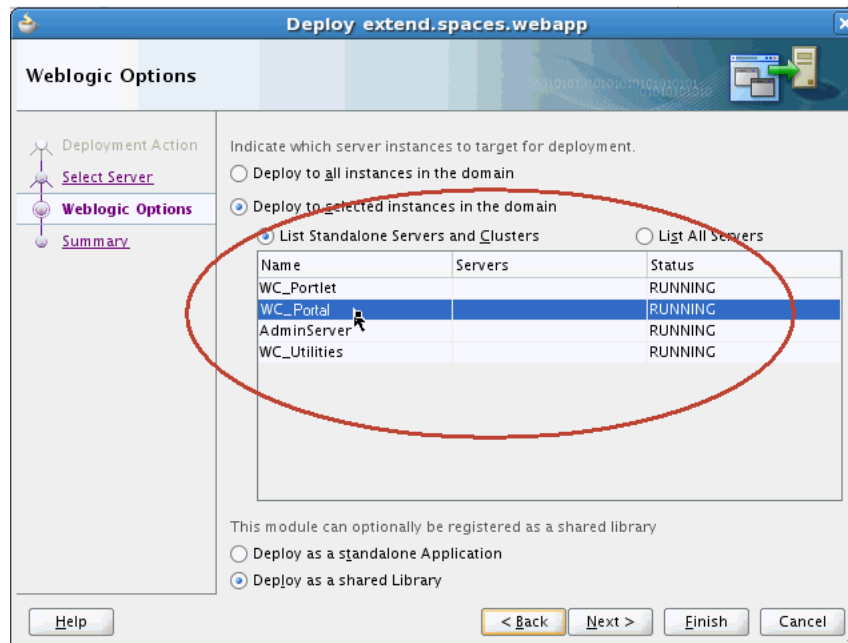 Deploy extend.spaces.webapp
Weblogic Options
Deployment Action
Select Server
Weblogic Options
Summary
Indicate which server instances to target for deployment.
Deploy to all instances in the domain
Deploy to selected instances in the domain
List Standalone Servers and Clusters List All Servers
Name Servers Status
WC_Portlet RUNNING
WC_Portal RUNNING
AdminServer RUNNING
WC_Utilities RUNNING
This module can optionally be registered as a shared library
Deploy as a standalone Application
Deploy as a shared Library
Help < Back Next > Finish Cancel